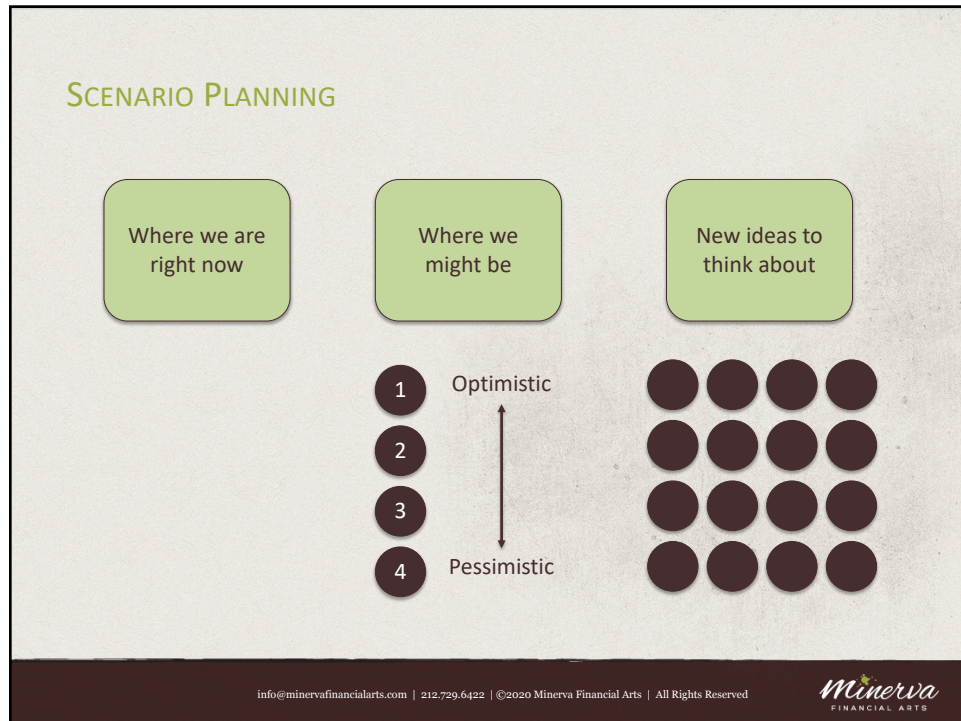 SCENARIO PLANNING
Where we are
right now
Where we
might be
New ideas to
think about
1 Optimistic
2
3
4 Pessimistic
info@minervafinancialarts.com | 212.729.6422 | ©2020 Minerva Financial Arts | All Rights Reserved
Minerva
FINANCIAL ARTS